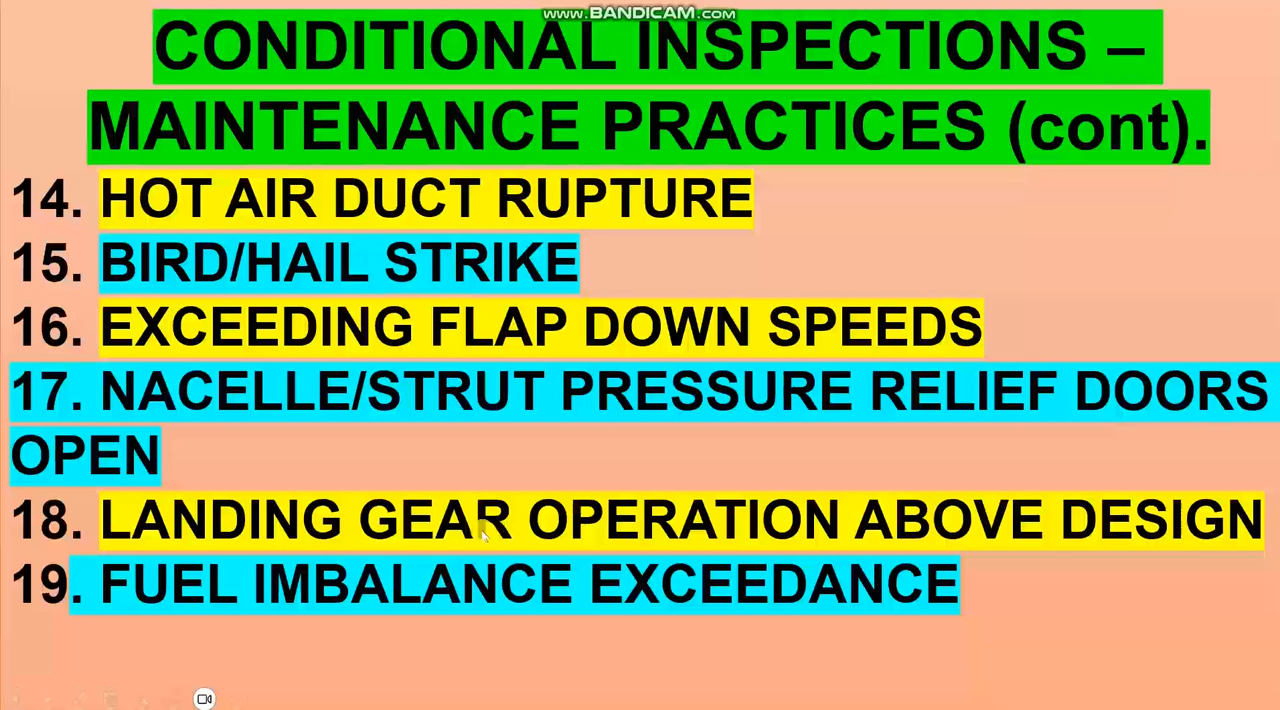 www.BANDICAM.com
CONDITIONAL INSPECTIONS –
MAINTENANCE PRACTICES (cont).
14. HOT AIR DUCT RUPTURE
15. BIRD/HAIL STRIKE
16. EXCEEDING FLAP DOWN SPEEDS
17. NACELLE/STRUT PRESSURE RELIEF DOORS
OPEN
18. LANDING GEAR OPERATION ABOVE DESIGN
19. FUEL IMBALANCE EXCEEDANCE